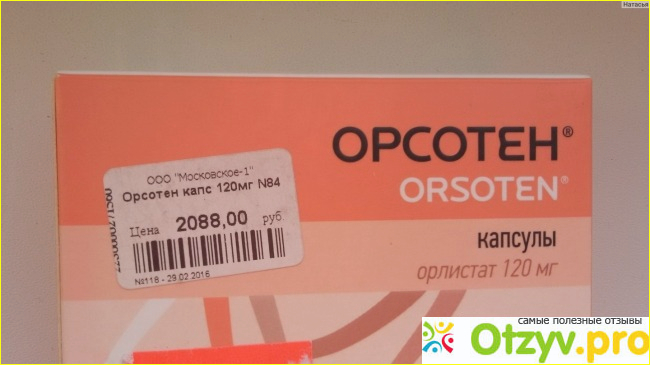 Натасья
ОРСОТЕН®
ORSOTEN®
капсулы
орлистат 120 мг
ООО "Московское-1"
Орсотен капс 120мг N84
Цена 2088,00 руб
№118 - 29.02.2016
самые полезные отзывы
Otzyv.pro